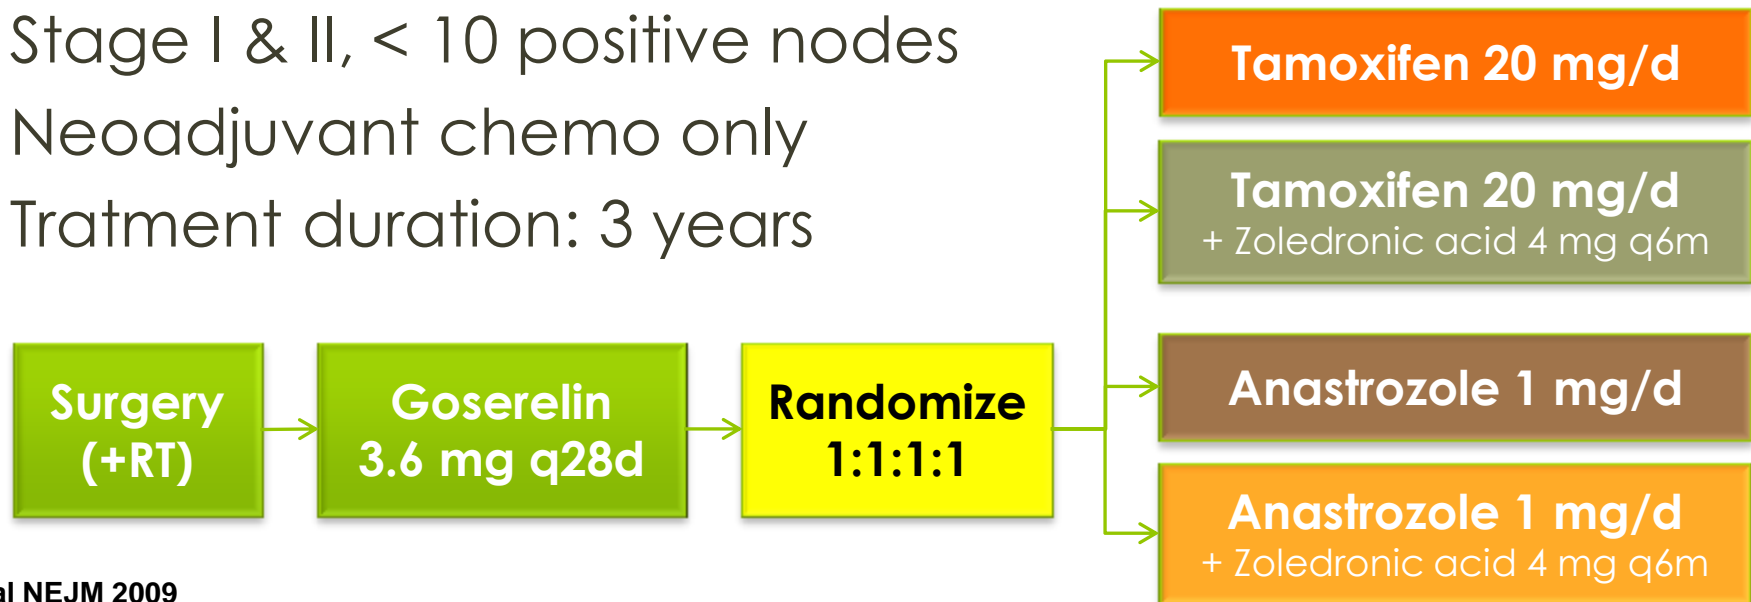 Stage I & II, < 10 positive nodes
Neoadjuvant chemo only
Tratment duration: 3 years
Surgery
(+RT)
Goserelin
3.6 mg q28d
Randomize
1:1:1:1
Tamoxifen 20 mg/d
Tamoxifen 20 mg/d
+ Zoledronic acid 4 mg q6m
Anastrozole 1 mg/d
Anastrozole 1 mg/d
+ Zoledronic acid 4 mg q6m
al NEJM 2009